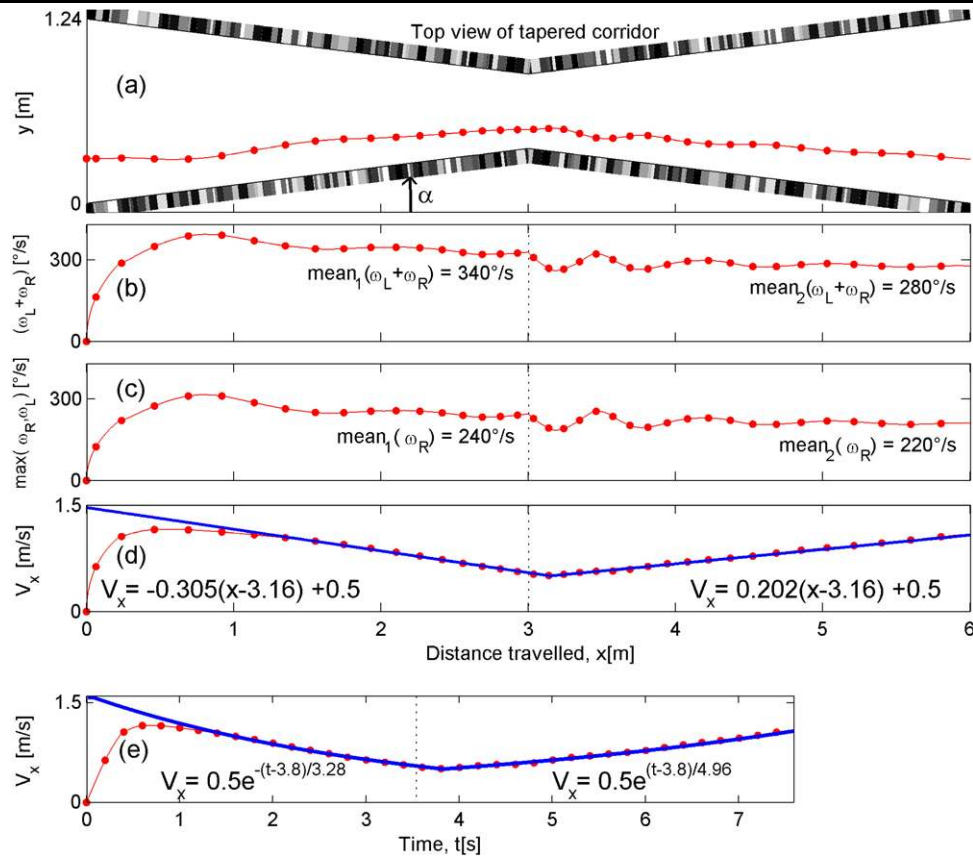 1.24
Top view of tapered corridor
(a)
y [m]
0
α
(ω_L+ω_R) [°/s]
300
0
(b)
mean_1(ω_L+ω_R) = 340°/s
mean_2(ω_L+ω_R) = 280°/s
max(ω_R,ω_L) [°/s]
300
0
(c)
mean_1( ω_R) = 240°/s
mean_2( ω_R) = 220°/s
V_x [m/s]
1.5
0
(d)
V_x= -0.305(x-3.16) +0.5
V_x= 0.202(x-3.16) +0.5
0 1 2 3 4 5 6
Distance travelled, x[m]
V_x [m/s]
1.5
0
(e)
V_x= 0.5e^-(t-3.8)/3.28
V_x= 0.5e^(t-3.8)/4.96
0 1 2 3 4 5 6 7
Time, t[s]